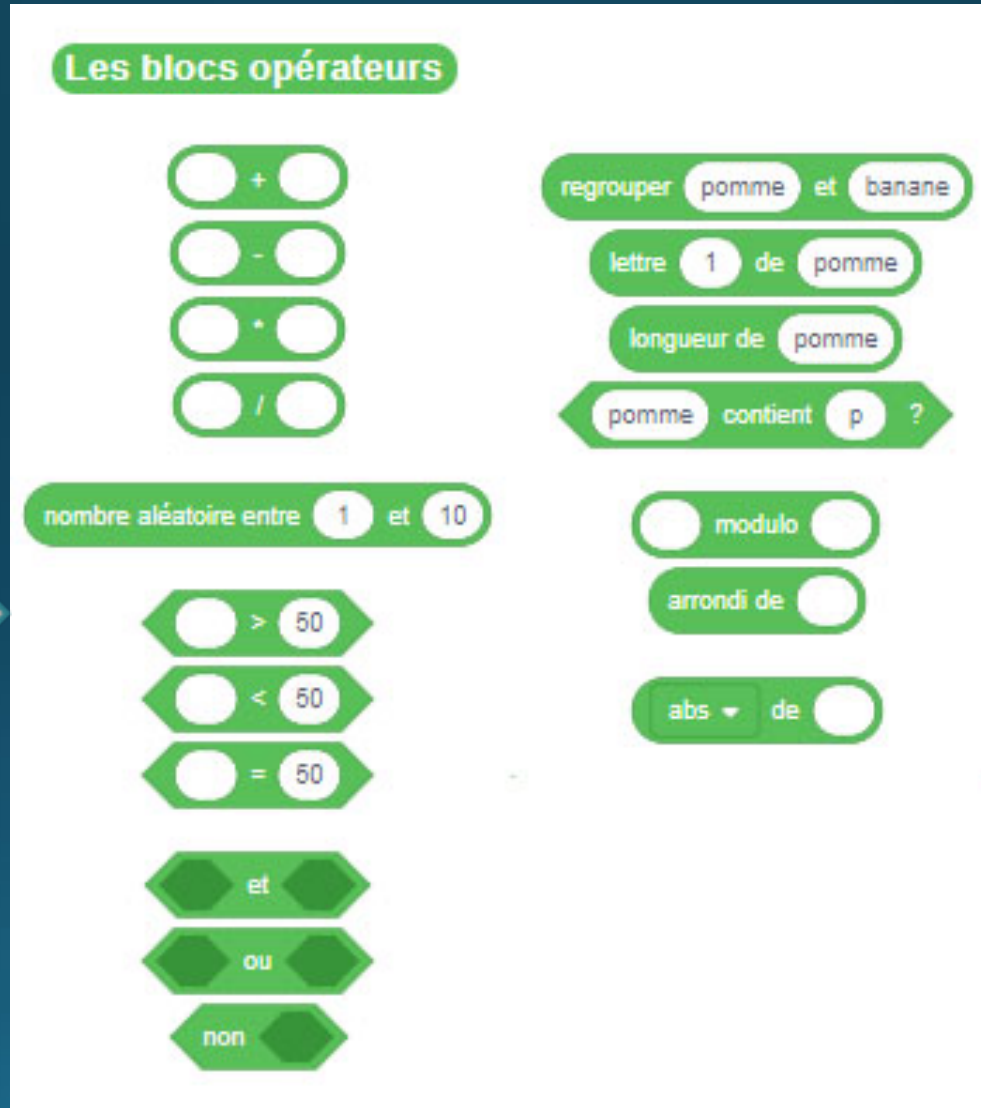 Les blocs opérateurs
+
-
*
/
nombre aléatoire entre 1 et 10
> 50
< 50
= 50
et
ou
non
regrouper pomme et banane
lettre 1 de pomme
longueur de pomme
pomme contient p ?
modulo
arrondi de
abs de